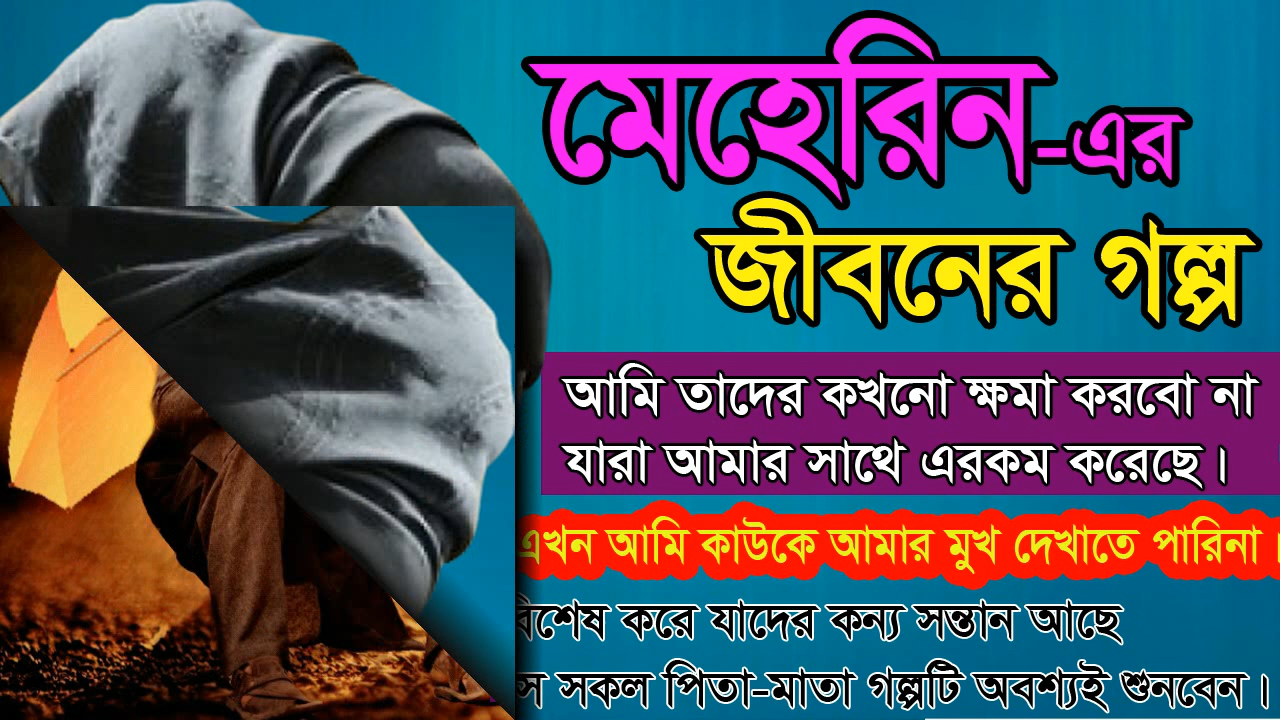 মেহেরিন-এর
জীবনের গল্প
আমি তাদের কখনো ক্ষমা করবো না
যারা আমার সাথে এরকম করেছে।
এখন আমি কাউকে আমার মুখ দেখাতে পারিনা।
বিশেষ করে যাদের কন্য সন্তান আছে
সকল পিতা-মাতা গল্পটি অবশ্যই শুনবেন।